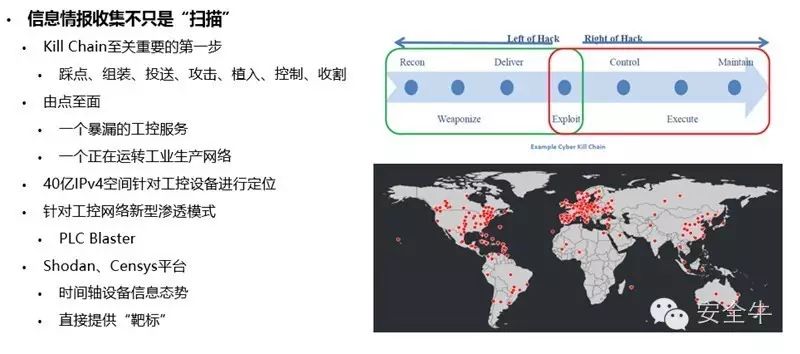 信息情报收集不只是“扫描”
Kill Chain至关重要的第一步
踩点、组装、投送、攻击、植入、控制、收割
由点至面
一个暴漏的工控服务
一个正在运转工业生产网络
40亿IPv4空间针对工控设备进行定位
针对工控网络新型渗透模式
PLC Blaster
Shodan、Censys平台
时间轴设备信息态势
直接提供“靶标”
Left of Hack Right of Hack
Recon Deliver Control Maintain
Weaponize Exploit Execute
Example Cyber Kill Chain
安全牛